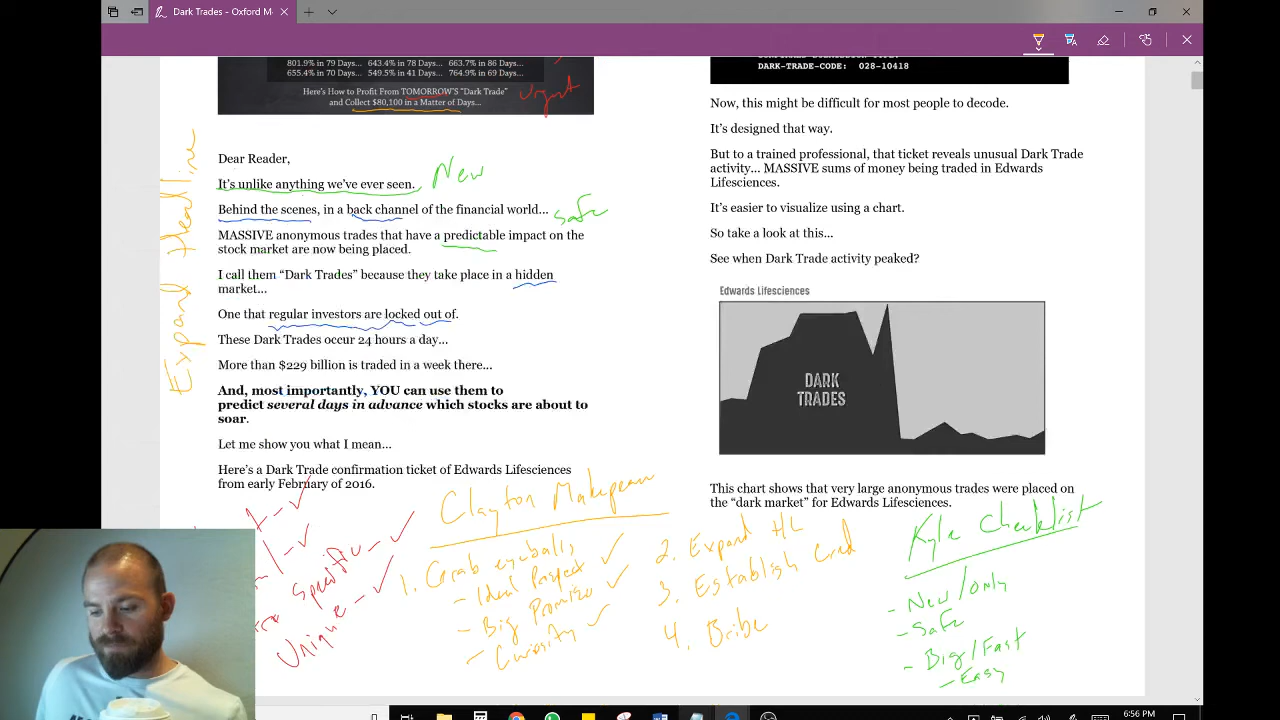 Dark Trades - Oxford M
801.9% in 79 Days... 643.4% in 78 Days... 663.7% in 86 Days...
655.4% in 70 Days... 549.5% in 41 Days... 764.9% in 69 Days...
Here's How to Profit From TOMORROW'S "Dark Trade"
and Collect $80,100 in a Matter of Days...
Urgent
Expand Headline
Dear Reader,
It's unlike anything we've ever seen.
New
Behind the scenes, in a back channel of the financial world...
Safe
MASSIVE anonymous trades that have a predictable impact on the
stock market are now being placed.
I call them "Dark Trades" because they take place in a hidden
market...
One that regular investors are locked out of.
These Dark Trades occur 24 hours a day...
More than $229 billion is traded in a week there...
And, most importantly, YOU can use them to
predict several days in advance which stocks are about to
soar.
Let me show you what I mean...
Here's a Dark Trade confirmation ticket of Edwards Lifesciences
from early February of 2016.
Specific -
Unique -
Clayton Makepeace
1. Grab eyeballs
- Ideal Prospect
- Big Promise
- Curiosity
2. Expand HL
3. Establish Cred
4. Bribe
DARK-TRADE-CODE: 028-10418
Now, this might be difficult for most people to decode.
It's designed that way.
But to a trained professional, that ticket reveals unusual Dark Trade
activity... MASSIVE sums of money being traded in Edwards
Lifesciences.
It's easier to visualize using a chart.
So take a look at this...
See when Dark Trade activity peaked?
Edwards Lifesciences
DARK
TRADES
This chart shows that very large anonymous trades were placed on
the "dark market" for Edwards Lifesciences.
Kyle Checklist
- New/Only
- Safe
- Big/Fast
- Easy
6:56 PM